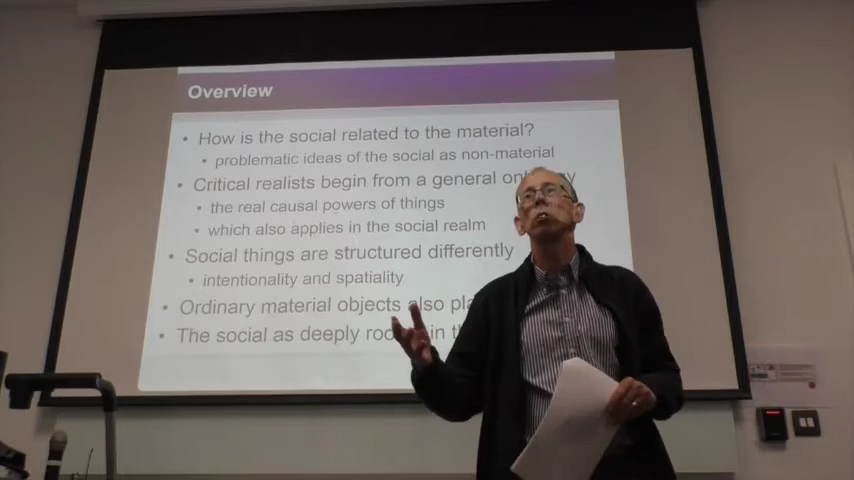 Overview
• How is the social related to the material?
• problematic ideas of the social as non-material
• Critical realists begin from a general
• the real causal powers of things
• which also applies in the social realm
• Social things are structured differently
• intentionality and spatiality
• Ordinary material objects also
• The social as deeply in